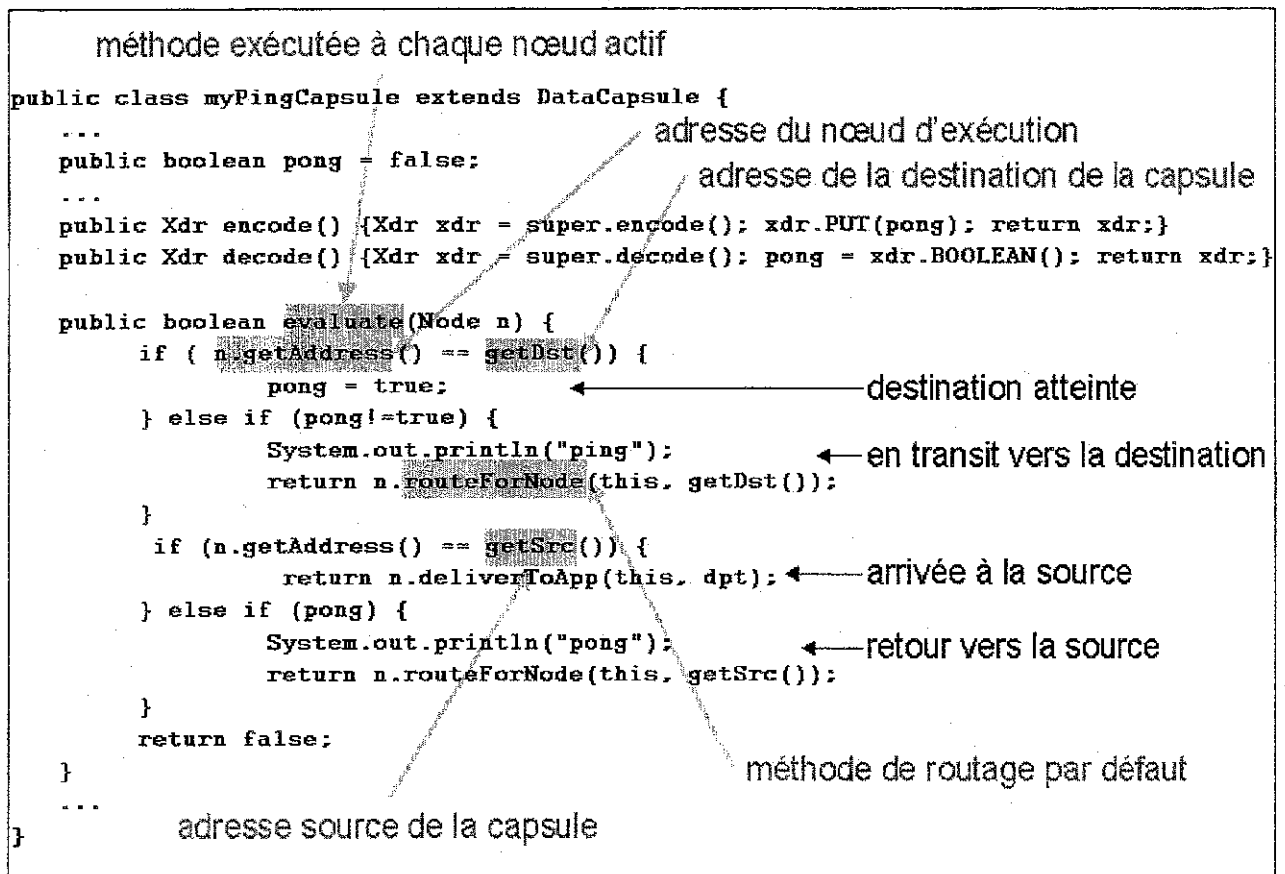 méthode exécutée à chaque nœud actif
public class myPingCapsule extends DataCapsule {
...
adresse du nœud d'exécution
public boolean pong = false;
adresse de la destination de la capsule
...
public Xdr encode() {Xdr xdr = super.encode(); xdr.PUT(pong); return xdr;}
public Xdr decode() {Xdr xdr = super.decode(); pong = xdr.BOOLEAN(); return xdr;}
public boolean evaluate(Node n) {
if ( n.getAddress() == getDst()) {
pong = true; destination atteinte
} else if (pong!=true) {
System.out.println("ping"); en transit vers la destination
return n.routeForNode(this, getDst());
}
if (n.getAddress() == getSrc()) {
return n.deliverToApp(this, dpt); arrivée à la source
} else if (pong) {
System.out.println("pong"); retour vers la source
return n.routeForNode(this, getSrc());
}
return false;
} méthode de routage par défaut
...
} adresse source de la capsule